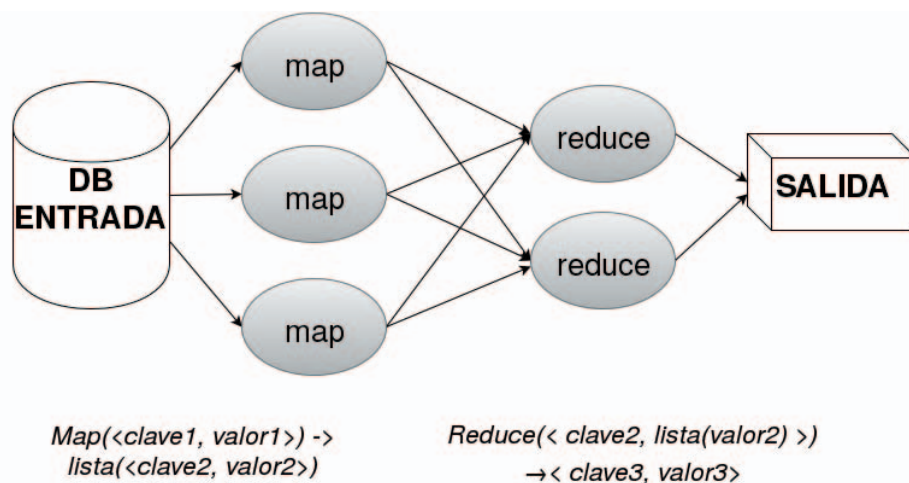 DB
ENTRADA
map
map
map
reduce
reduce
SALIDA
Map(<clave1, valor1>) ->
lista(<clave2, valor2>)
Reduce(< clave2, lista(valor2) >)
→< clave3, valor3>